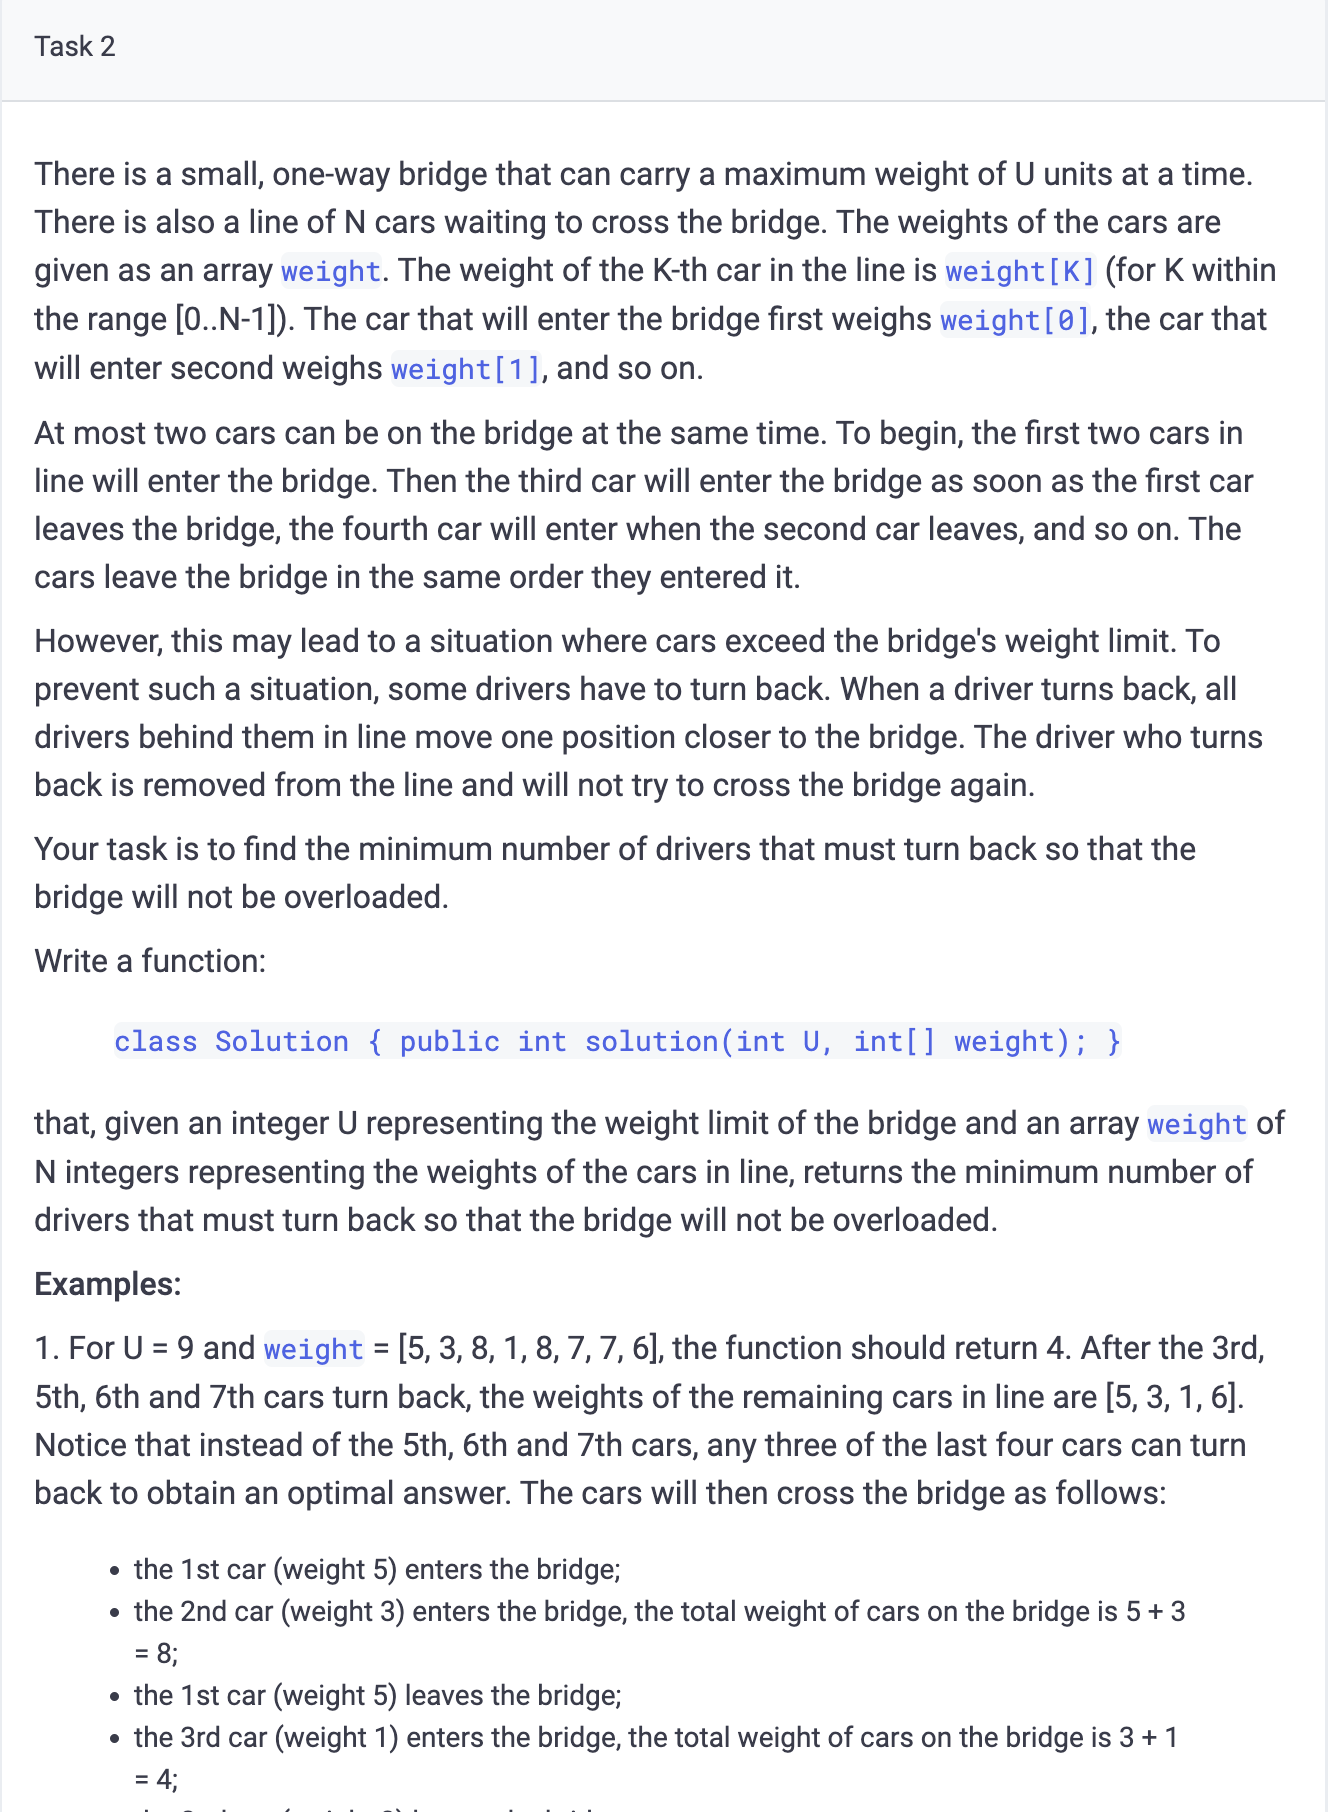 Task 2
There is a small, one-way bridge that can carry a maximum weight of U units at a time.
There is also a line of N cars waiting to cross the bridge. The weights of the cars are
given as an array weight. The weight of the K-th car in the line is weight[K] (for K within
the range [0..N-1]). The car that will enter the bridge first weighs weight[0], the car that
will enter second weighs weight[1], and so on.
At most two cars can be on the bridge at the same time. To begin, the first two cars in
line will enter the bridge. Then the third car will enter the bridge as soon as the first car
leaves the bridge, the fourth car will enter when the second car leaves, and so on. The
cars leave the bridge in the same order they entered it.
However, this may lead to a situation where cars exceed the bridge's weight limit. To
prevent such a situation, some drivers have to turn back. When a driver turns back, all
drivers behind them in line move one position closer to the bridge. The driver who turns
back is removed from the line and will not try to cross the bridge again.
Your task is to find the minimum number of drivers that must turn back so that the
bridge will not be overloaded.
Write a function:
class Solution { public int solution(int U, int[] weight); }
that, given an integer U representing the weight limit of the bridge and an array weight of
N integers representing the weights of the cars in line, returns the minimum number of
drivers that must turn back so that the bridge will not be overloaded.
Examples:
1. For U = 9 and weight = [5, 3, 8, 1, 8, 7, 7, 6], the function should return 4. After the 3rd,
5th, 6th and 7th cars turn back, the weights of the remaining cars in line are [5, 3, 1, 6].
Notice that instead of the 5th, 6th and 7th cars, any three of the last four cars can turn
back to obtain an optimal answer. The cars will then cross the bridge as follows:
• the 1st car (weight 5) enters the bridge;
• the 2nd car (weight 3) enters the bridge, the total weight of cars on the bridge is 5 + 3
= 8;
• the 1st car (weight 5) leaves the bridge;
• the 3rd car (weight 1) enters the bridge, the total weight of cars on the bridge is 3 + 1
= 4;